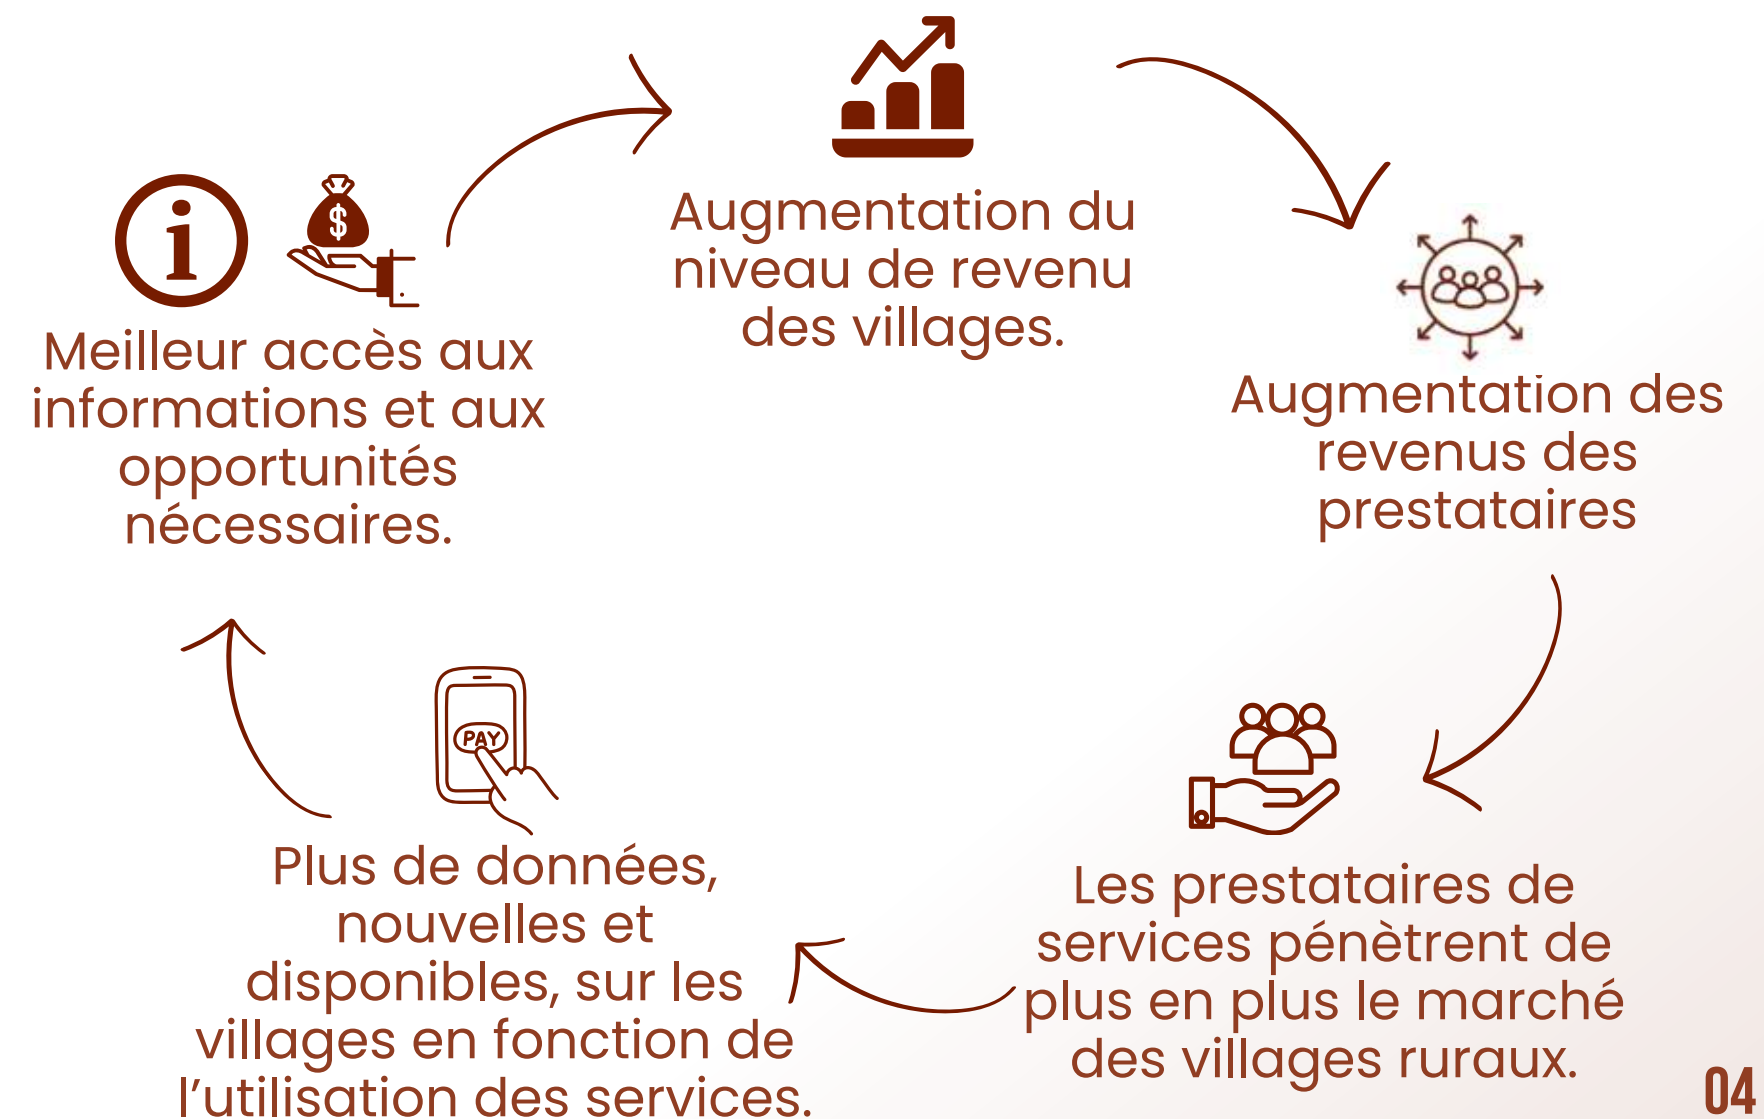 Augmentation du
niveau de revenu
des villages.
i
$
Meilleur accès aux
informations et aux
opportunités
nécessaires.
Augmentation des
revenus des
prestataires
PAY
Plus de données,
nouvelles et
disponibles, sur les
villages en fonction de
l'utilisation des services.
Les prestataires de
services pénètrent de
plus en plus le marché
des villages ruraux.
04